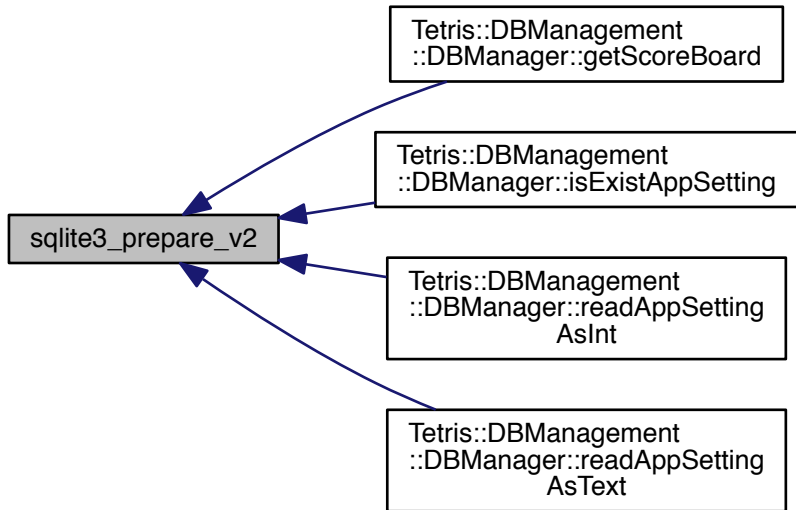 Tetris::DBManagement
::DBManager::getScoreBoard
Tetris::DBManagement
::DBManager::isExistAppSetting
sqlite3_prepare_v2
Tetris::DBManagement
::DBManager::readAppSetting
AsInt
Tetris::DBManagement
::DBManager::readAppSetting
AsText